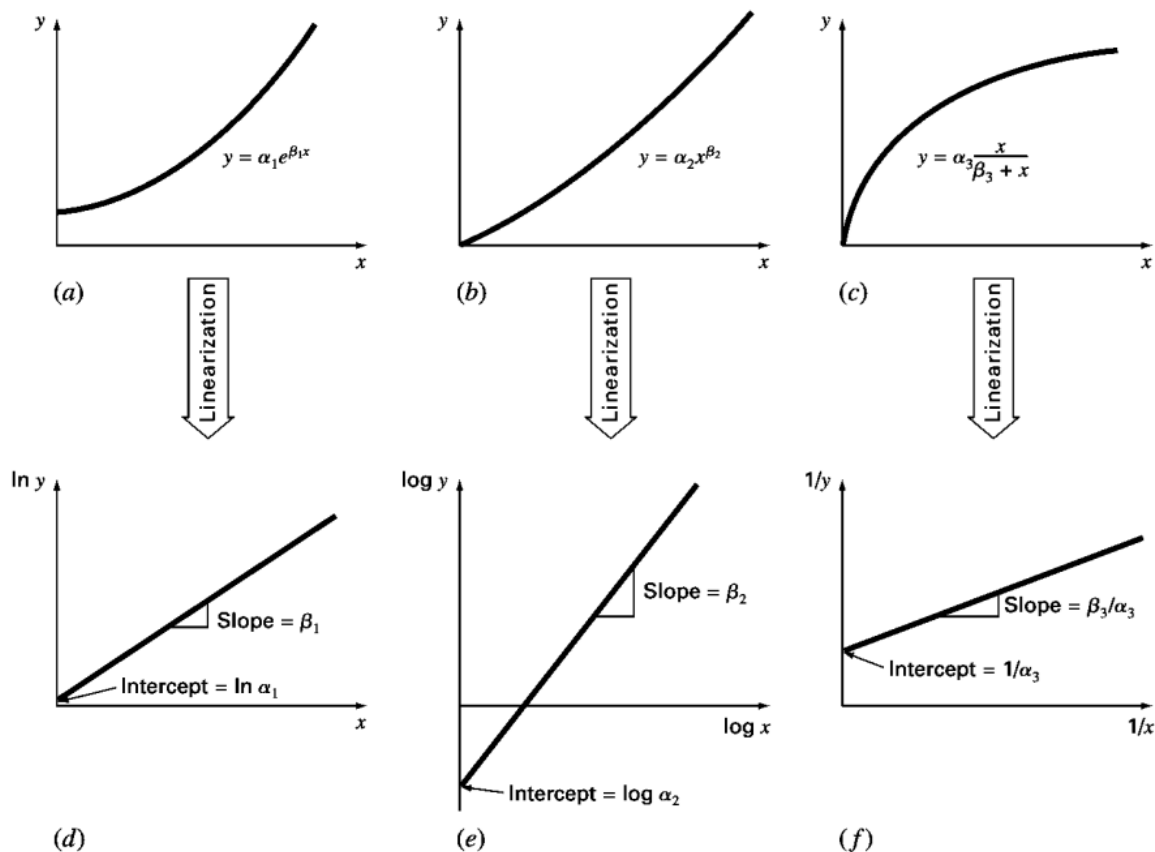 y
y = α₁e^{β₁x}
x
(a)
y
y = α₂x^{β₂}
x
(b)
y
y = α₃ x / (β₃ + x)
x
(c)
Linearization
Linearization
Linearization
ln y
Slope = β₁
Intercept = ln α₁
x
(d)
log y
Slope = β₂
log x
Intercept = log α₂
(e)
1/y
Slope = β₃/α₃
Intercept = 1/α₃
1/x
(f)